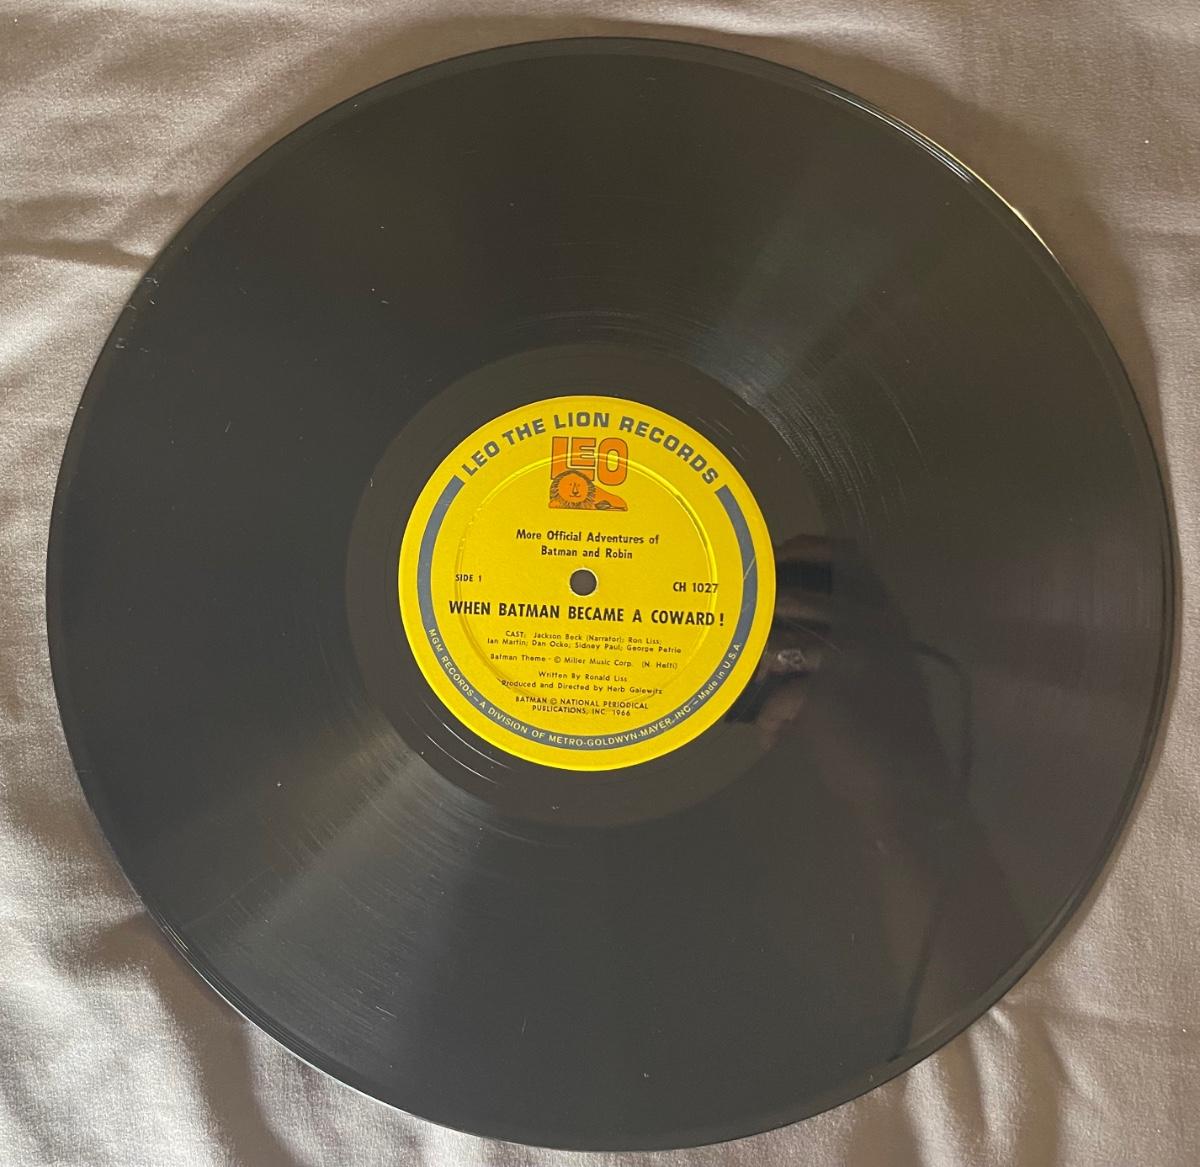 LEO THE LION RECORDS
LEO
More Official Adventures of
Batman and Robin
SIDE 1
CH 1027
WHEN BATMAN BECAME A COWARD!
CAST: Jackson Beck (Narrator); Ron Liss;
Ian Martin; Dan Ocko; Sidney Paul; George Petrie
Batman Theme - © Miller Music Corp. (N. Hefti)
Written By Ronald Liss
Produced and Directed by Herb Galewitz
BATMAN © NATIONAL PERIODICAL
PUBLICATIONS, INC. 1966
MGM RECORDS - A DIVISION OF METRO-GOLDWYN-MAYER, INC. - Made in U.S.A.